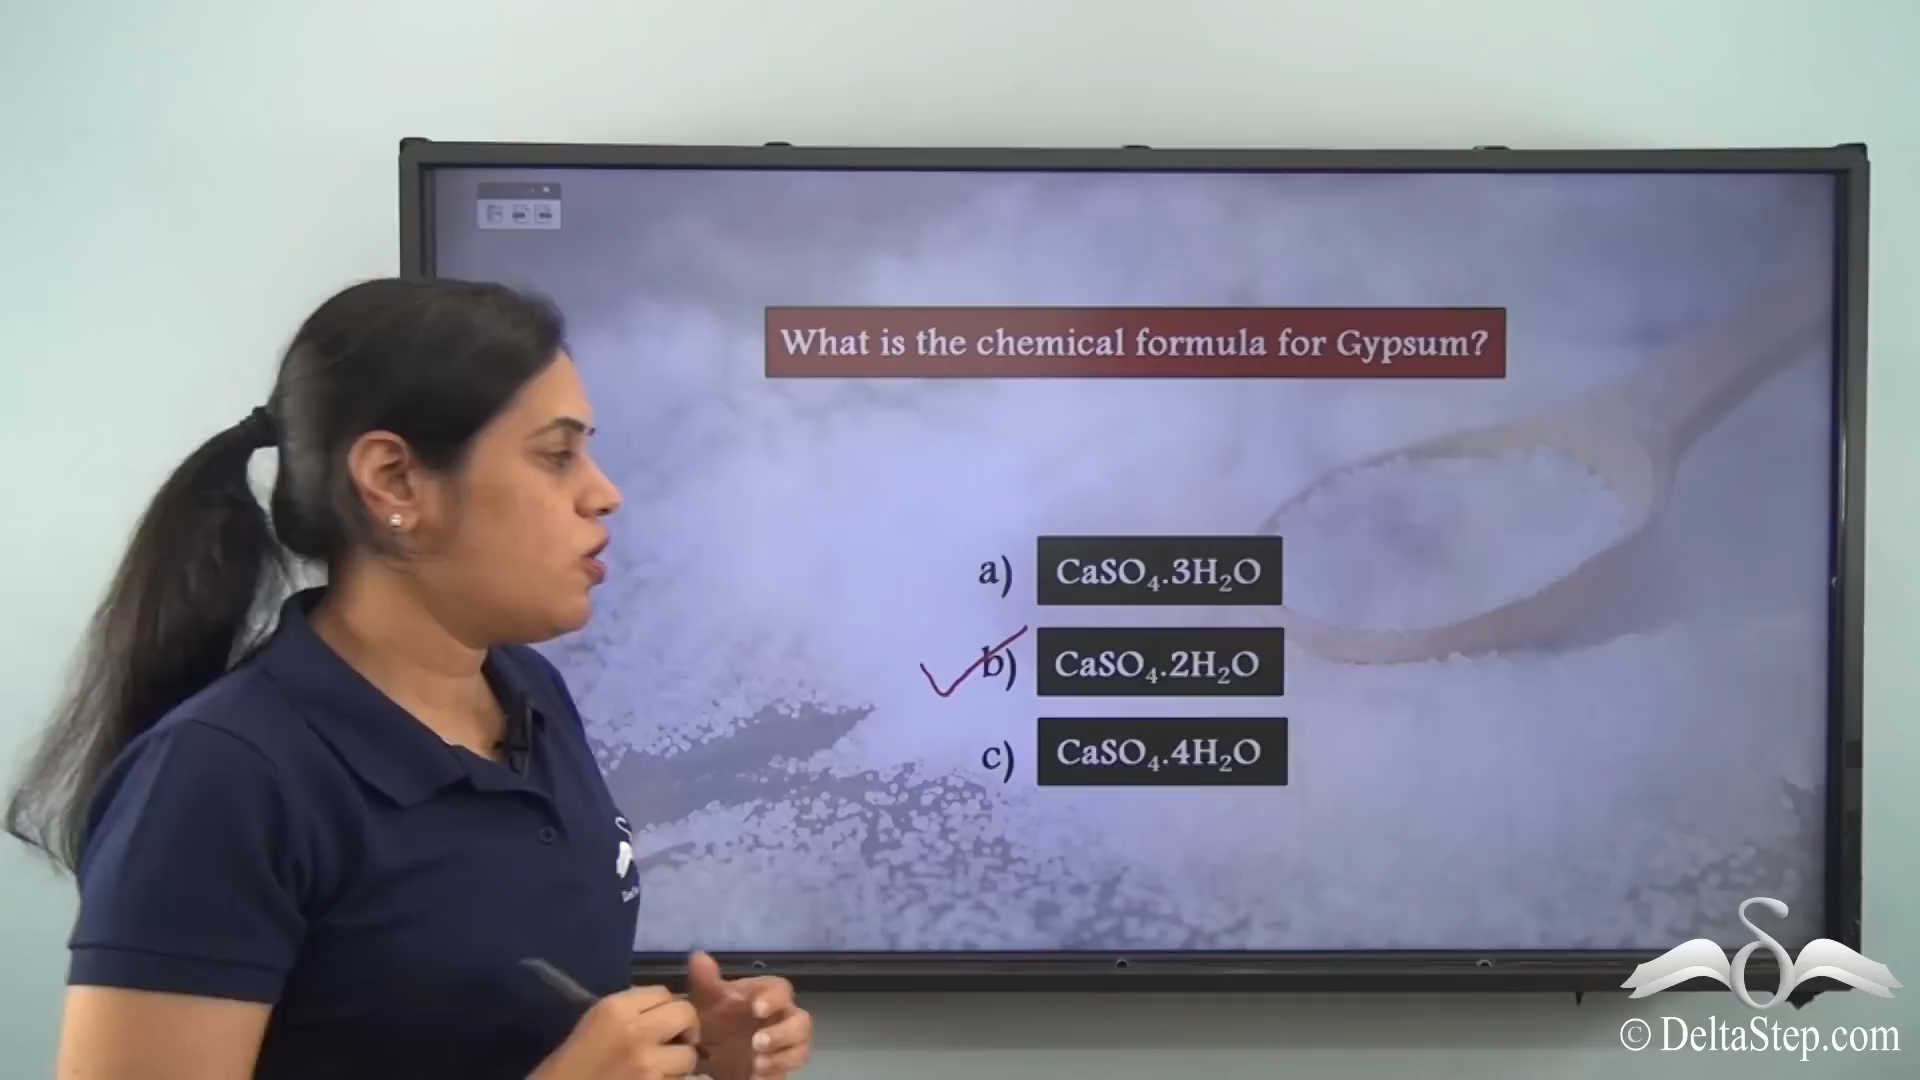 What is the chemical formula for Gypsum?
a) CaSO₄.3H₂O
b) CaSO₄.2H₂O
c) CaSO₄.4H₂O
© DeltaStep.com